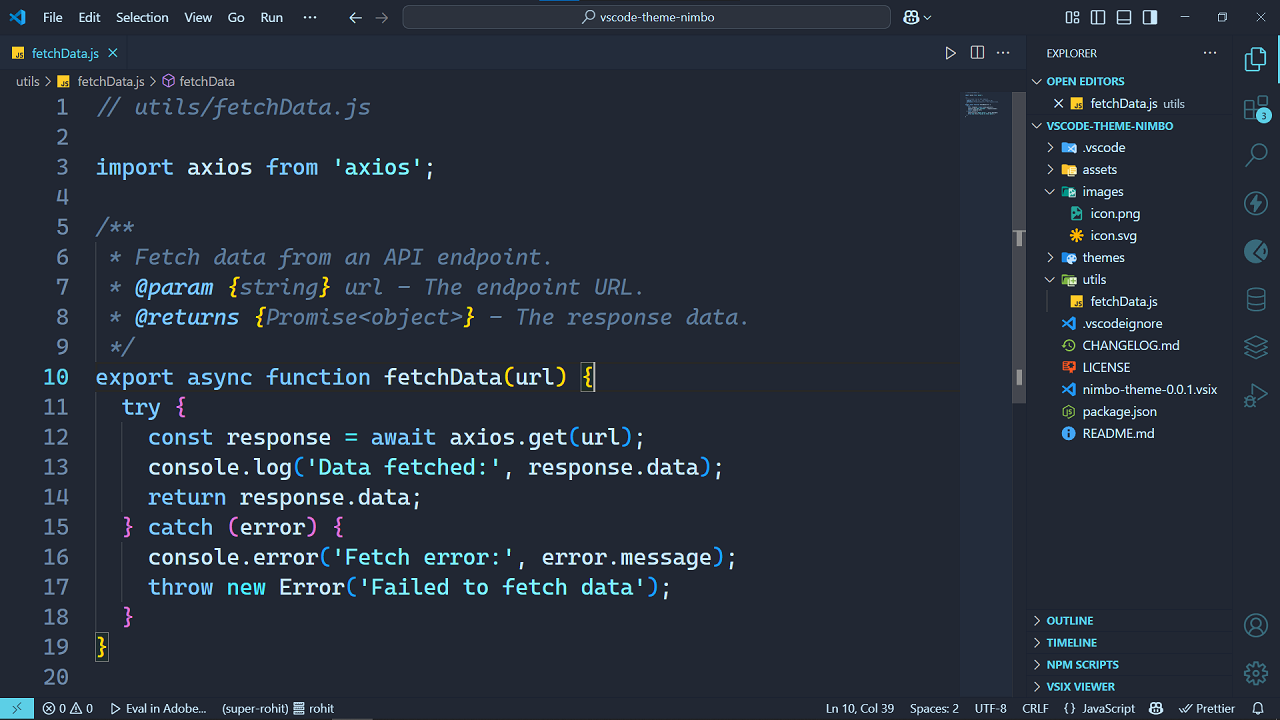 File Edit Selection View Go Run ··· vscode-theme-nimbo
fetchData.js
utils > fetchData.js > fetchData
1 // utils/fetchData.js
2
3 import axios from 'axios';
4
5 /**
6 * Fetch data from an API endpoint.
7 * @param {string} url - The endpoint URL.
8 * @returns {Promise<object>} - The response data.
9 */
10 export async function fetchData(url) {
11 try {
12 const response = await axios.get(url);
13 console.log('Data fetched:', response.data);
14 return response.data;
15 } catch (error) {
16 console.error('Fetch error:', error.message);
17 throw new Error('Failed to fetch data');
18 }
19 }
20
EXPLORER
OPEN EDITORS
fetchData.js utils
VSCODE-THEME-NIMBO
.vscode
assets
images
icon.png
icon.svg
themes
utils
fetchData.js
.vscodeignore
CHANGELOG.md
LICENSE
nimbo-theme-0.0.1.vsix
package.json
README.md
OUTLINE
TIMELINE
NPM SCRIPTS
VSIX VIEWER
3
0 0 Eval in Adobe... (super-rohit) rohit Ln 10, Col 39 Spaces: 2 UTF-8 CRLF {} JavaScript Prettier